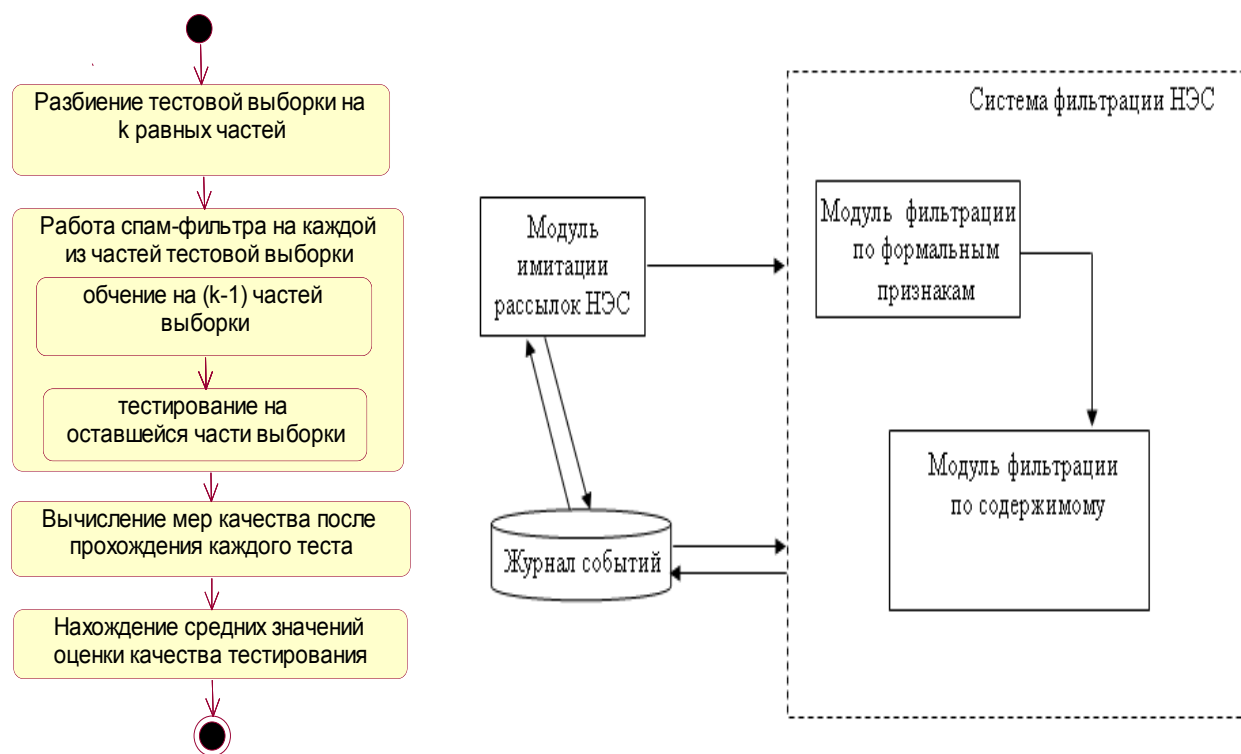 Разбиение тестовой выборки на
k равных частей
Работа спам-фильтра на каждой
из частей тестовой выборки
обчение на (k-1) частей
выборки
тестирование на
оставшейся части выборки
Вычисление мер качества после
прохождения каждого теста
Нахождение средних значений
оценки качества тестирования
Система фильтрации НЭС
Модуль
имитации
рассылок НЭС
Модуль фильтрации
по формальным
признакам
Модуль фильтрации
по содержимому
Журнал событий